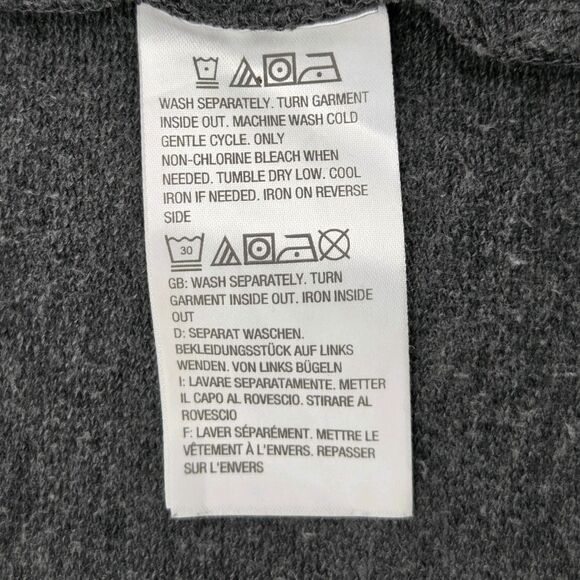 WASH SEPARATELY. TURN GARMENT
INSIDE OUT. MACHINE WASH COLD
GENTLE CYCLE. ONLY
NON-CHLORINE BLEACH WHEN
NEEDED. TUMBLE DRY LOW. COOL
IRON IF NEEDED. IRON ON REVERSE
SIDE
30
GB: WASH SEPARATELY. TURN
GARMENT INSIDE OUT. IRON INSIDE
OUT
D: SEPARAT WASCHEN.
BEKLEIDUNGSSTÜCK AUF LINKS
WENDEN. VON LINKS BÜGELN
I: LAVARE SEPARATAMENTE. METTER
IL CAPO AL ROVESCIO. STIRARE AL
ROVESCIO
F: LAVER SÉPARÉMENT. METTRE LE
VÊTEMENT À L'ENVERS. REPASSER
SUR L'ENVERS